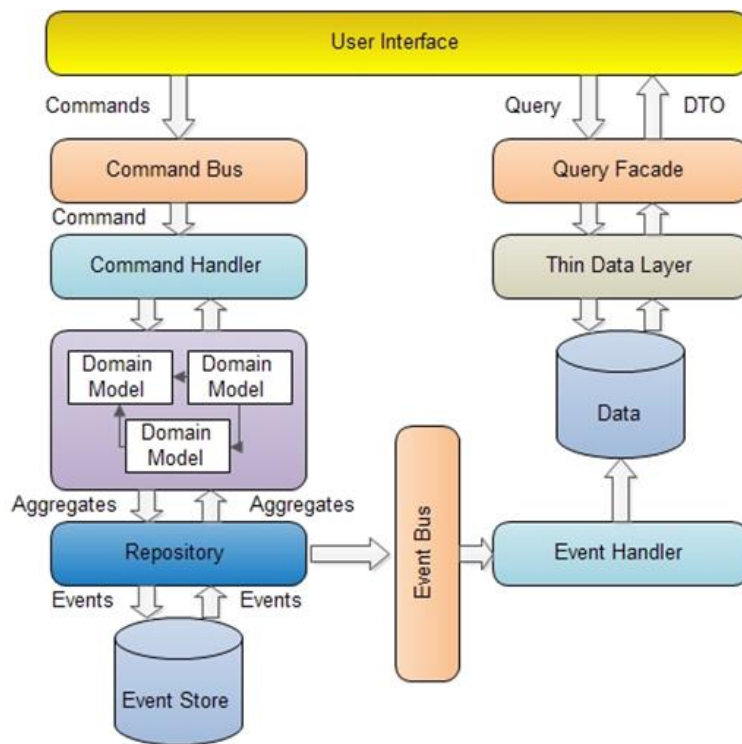 User Interface
Commands
Query
DTO
Command Bus
Query Facade
Command
Command Handler
Thin Data Layer
Domain
Model
Domain
Model
Domain
Model
Data
Aggregates
Aggregates
Repository
Event Bus
Event Handler
Events
Events
Event Store